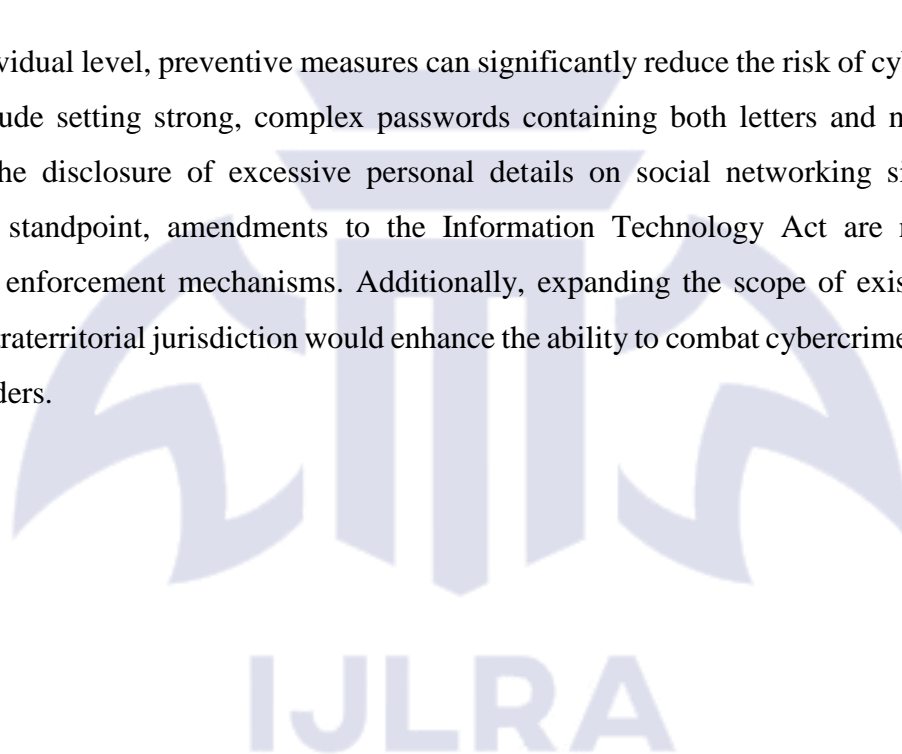 vidual level, preventive measures can significantly reduce the risk of cy
ude setting strong, complex passwords containing both letters and n
he disclosure of excessive personal details on social networking si
standpoint, amendments to the Information Technology Act are
enforcement mechanisms. Additionally, expanding the scope of exis
raterritorial jurisdiction would enhance the ability to combat cybercrime
ders.
IJLRA